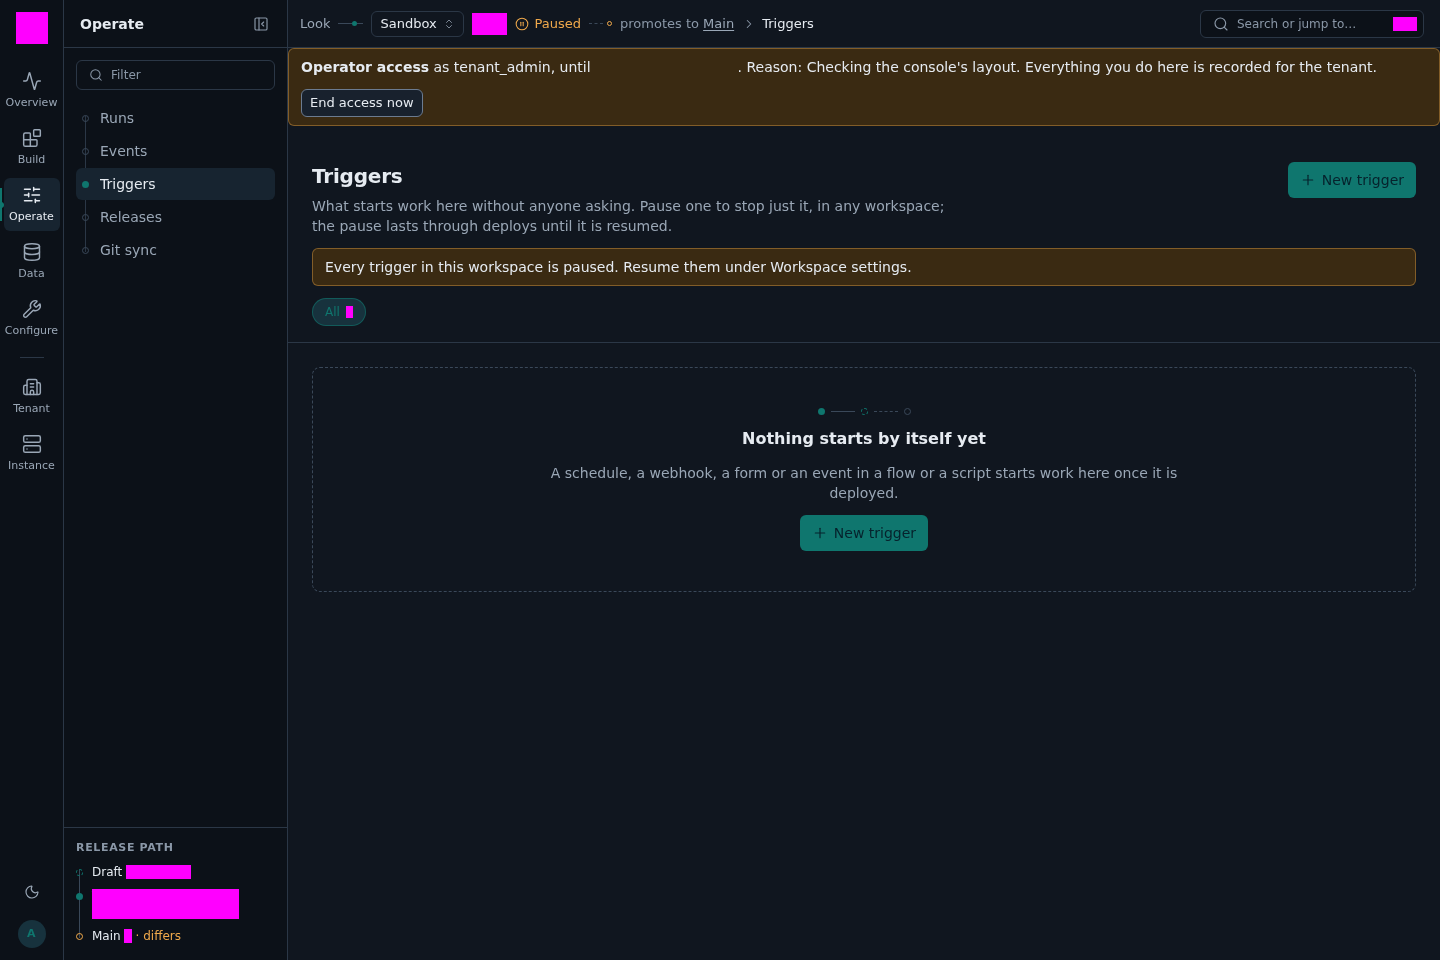 Operate
Look
Sandbox
Paused
promotes to Main
Triggers
Search or jump to...
Operator access as tenant_admin, until
. Reason: Checking the console's layout. Everything you do here is recorded for the tenant.
End access now
Overview
Build
Operate
Data
Configure
Tenant
Instance
A
Filter
Runs
Events
Triggers
Releases
Git sync
RELEASE PATH
Draft
Main · differs
Triggers
New trigger
What starts work here without anyone asking. Pause one to stop just it, in any workspace;
the pause lasts through deploys until it is resumed.
Every trigger in this workspace is paused. Resume them under Workspace settings.
All
Nothing starts by itself yet
A schedule, a webhook, a form or an event in a flow or a script starts work here once it is
deployed.
New trigger